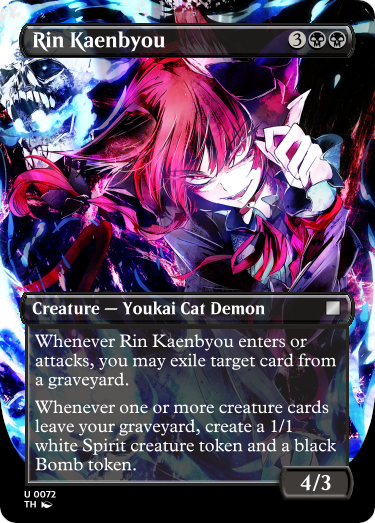 Rin Kaenbyou 3
Creature — Youkai Cat Demon
Whenever Rin Kaenbyou enters or
attacks, you may exile target card from
a graveyard.
Whenever one or more creature cards
leave your graveyard, create a 1/1
white Spirit creature token and a black
Bomb token.
4/3
U 0072
TH